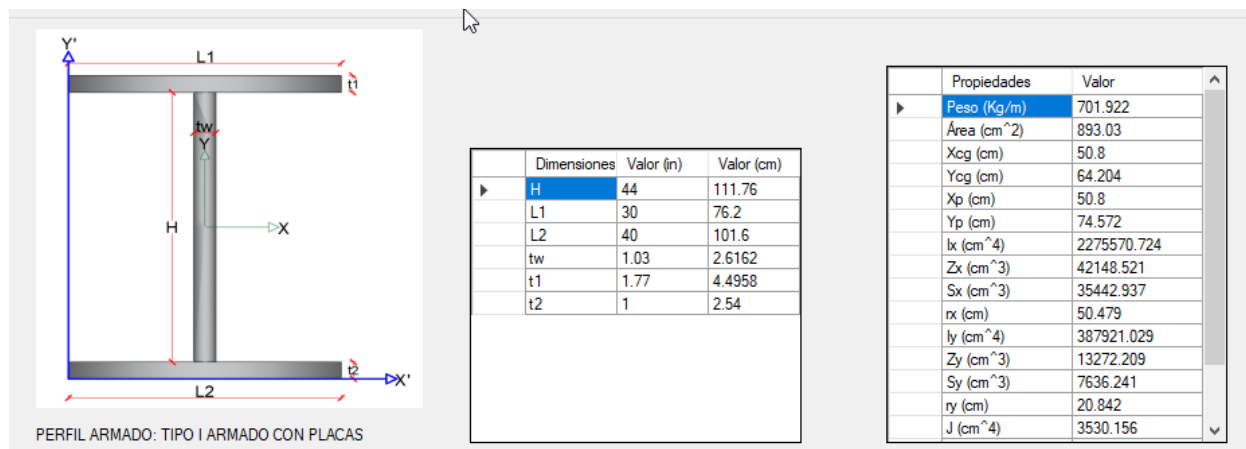 Y'
L1
t1
tw
Y
H
X
t2
X'
L2
PERFIL ARMADO: TIPO I ARMADO CON PLACAS
Dimensiones Valor (in) Valor (cm)
H 44 111.76
L1 30 76.2
L2 40 101.6
tw 1.03 2.6162
t1 1.77 4.4958
t2 1 2.54
Propiedades Valor
Peso (Kg/m) 701.922
Área (cm^2) 893.03
Xcg (cm) 50.8
Ycg (cm) 64.204
Xp (cm) 50.8
Yp (cm) 74.572
Ix (cm^4) 2275570.724
Zx (cm^3) 42148.521
Sx (cm^3) 35442.937
rx (cm) 50.479
Iy (cm^4) 387921.029
Zy (cm^3) 13272.209
Sy (cm^3) 7636.241
ry (cm) 20.842
J (cm^4) 3530.156